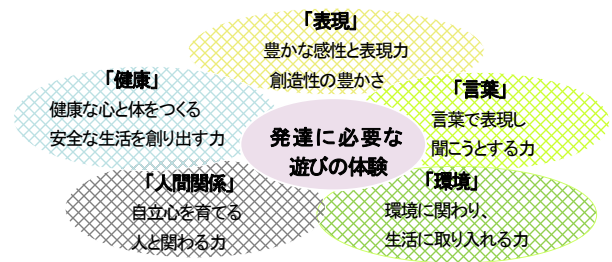 「表現」
豊かな感性と表現力
創造性の豊かさ
「健康」
健康な心と体をつくる
安全な生活を創り出す力
「言葉」
言葉で表現し
聞こうとする力
発達に必要な
遊びの体験
「人間関係」
自立心を育てる
人と関わる力
「環境」
環境に関わり、
生活に取り入れる力